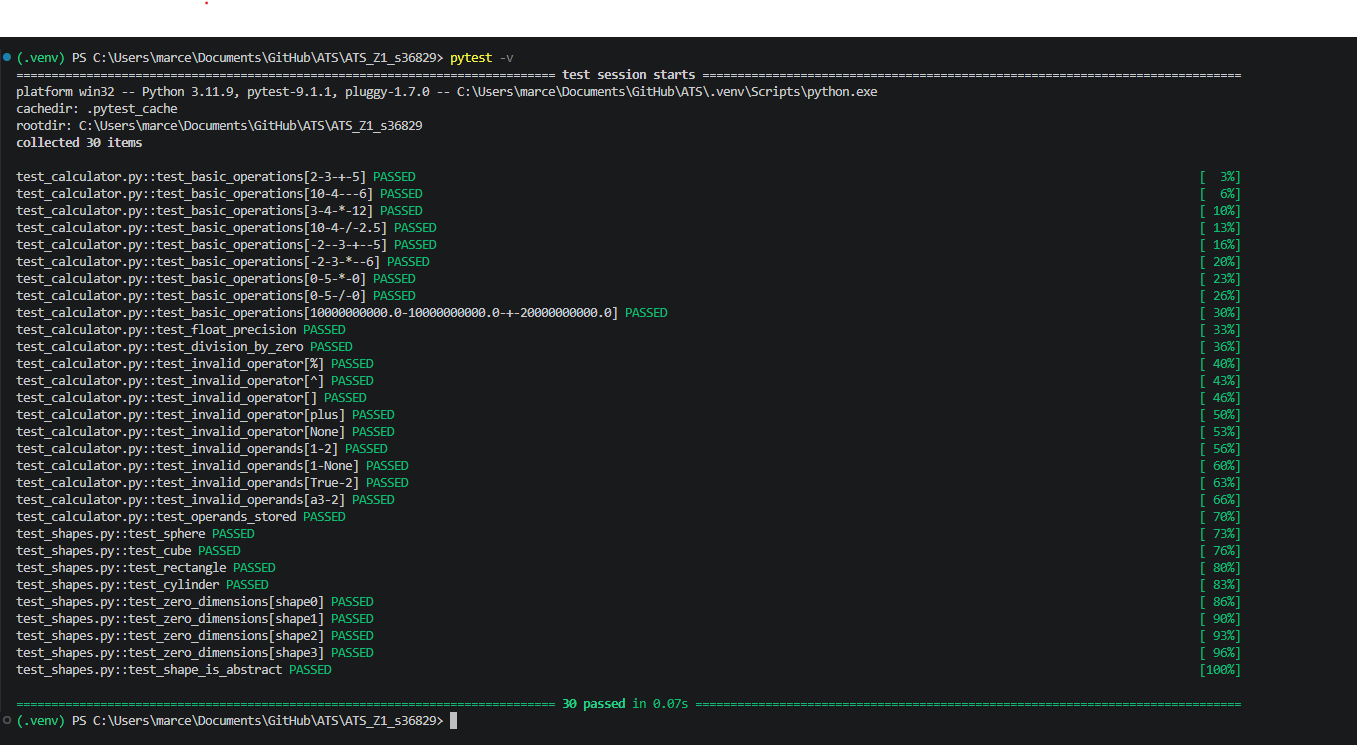 (.venv) PS C:\Users\marce\Documents\GitHub\ATS\ATS_Z1_s36829> pytest -v
============================================================================= test session starts =============================================================================
platform win32 -- Python 3.11.9, pytest-9.1.1, pluggy-1.7.0 -- C:\Users\marce\Documents\GitHub\ATS\.venv\Scripts\python.exe
cachedir: .pytest_cache
rootdir: C:\Users\marce\Documents\GitHub\ATS\ATS_Z1_s36829
collected 30 items
test_calculator.py::test_basic_operations[2-3-+-5] PASSED [  3%]
test_calculator.py::test_basic_operations[10-4---6] PASSED [  6%]
test_calculator.py::test_basic_operations[3-4-*-12] PASSED [ 10%]
test_calculator.py::test_basic_operations[10-4-/-2.5] PASSED [ 13%]
test_calculator.py::test_basic_operations[-2--3-+--5] PASSED [ 16%]
test_calculator.py::test_basic_operations[-2-3-*--6] PASSED [ 20%]
test_calculator.py::test_basic_operations[0-5-*-0] PASSED [ 23%]
test_calculator.py::test_basic_operations[0-5-/-0] PASSED [ 26%]
test_calculator.py::test_basic_operations[10000000000.0-10000000000.0-+-20000000000.0] PASSED [ 30%]
test_calculator.py::test_float_precision PASSED [ 33%]
test_calculator.py::test_division_by_zero PASSED [ 36%]
test_calculator.py::test_invalid_operator[%] PASSED [ 40%]
test_calculator.py::test_invalid_operator[^] PASSED [ 43%]
test_calculator.py::test_invalid_operator[] PASSED [ 46%]
test_calculator.py::test_invalid_operator[plus] PASSED [ 50%]
test_calculator.py::test_invalid_operator[None] PASSED [ 53%]
test_calculator.py::test_invalid_operands[1-2] PASSED [ 56%]
test_calculator.py::test_invalid_operands[1-None] PASSED [ 60%]
test_calculator.py::test_invalid_operands[True-2] PASSED [ 63%]
test_calculator.py::test_invalid_operands[a3-2] PASSED [ 66%]
test_calculator.py::test_operands_stored PASSED [ 70%]
test_shapes.py::test_sphere PASSED [ 73%]
test_shapes.py::test_cube PASSED [ 76%]
test_shapes.py::test_rectangle PASSED [ 80%]
test_shapes.py::test_cylinder PASSED [ 83%]
test_shapes.py::test_zero_dimensions[shape0] PASSED [ 86%]
test_shapes.py::test_zero_dimensions[shape1] PASSED [ 90%]
test_shapes.py::test_zero_dimensions[shape2] PASSED [ 93%]
test_shapes.py::test_zero_dimensions[shape3] PASSED [ 96%]
test_shapes.py::test_shape_is_abstract PASSED [100%]
============================================================================= 30 passed in 0.07s ==============================================================================
(.venv) PS C:\Users\marce\Documents\GitHub\ATS\ATS_Z1_s36829>